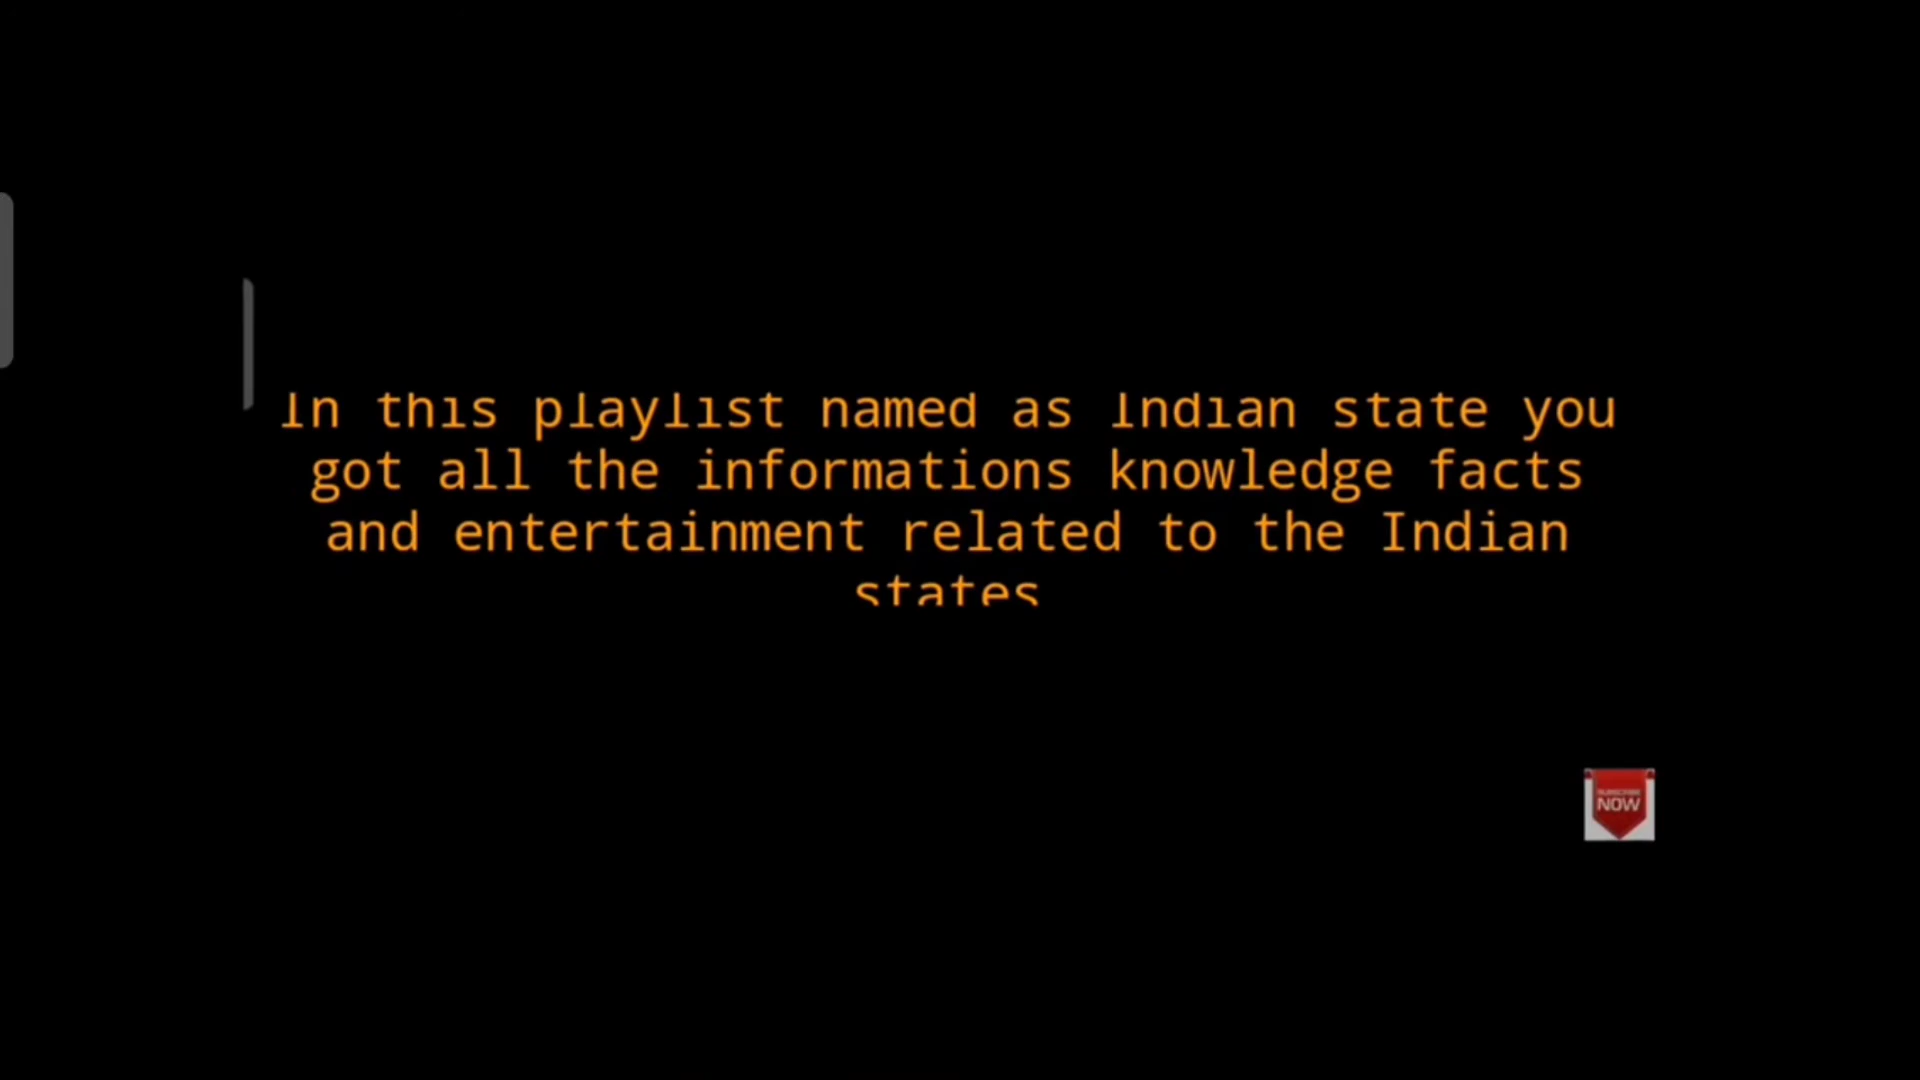 In this playlist named as Indian state you
got all the informations knowledge facts
and entertainment related to the Indian
states
SUBSCRIBE
NOW